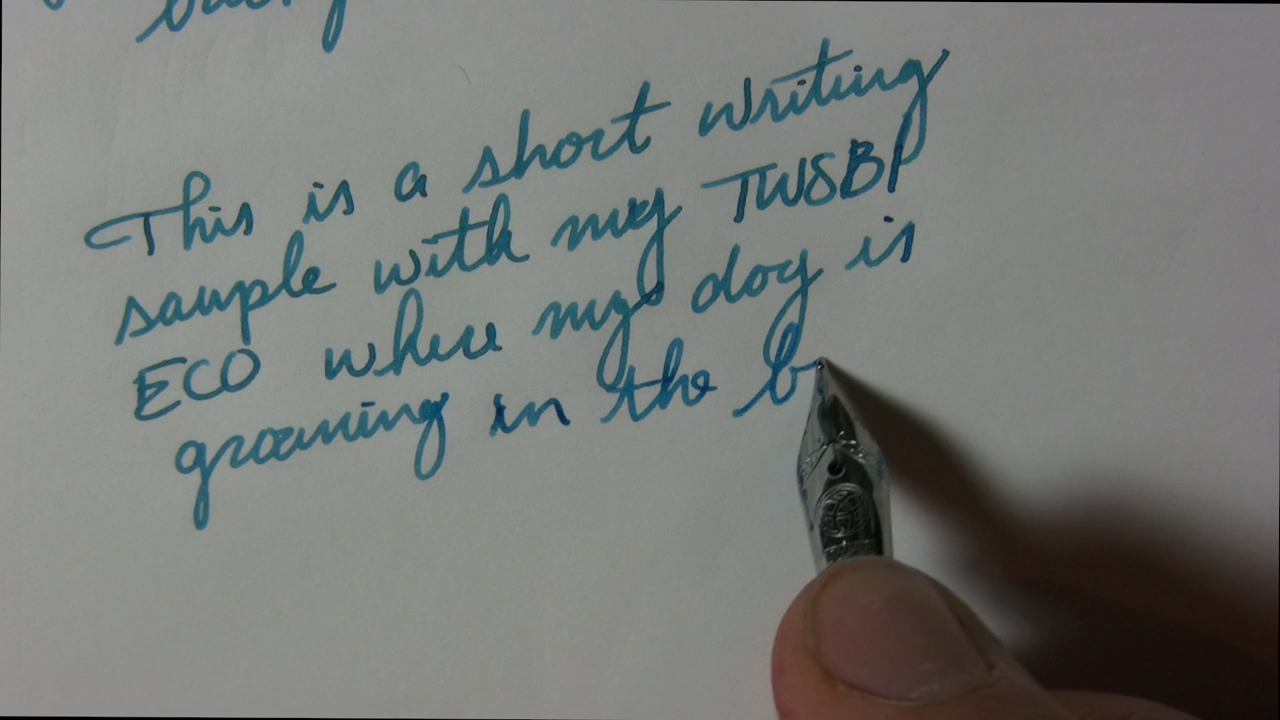 This is a short writing
sample with my TWSBI
ECO where my dog is
groaning in the b